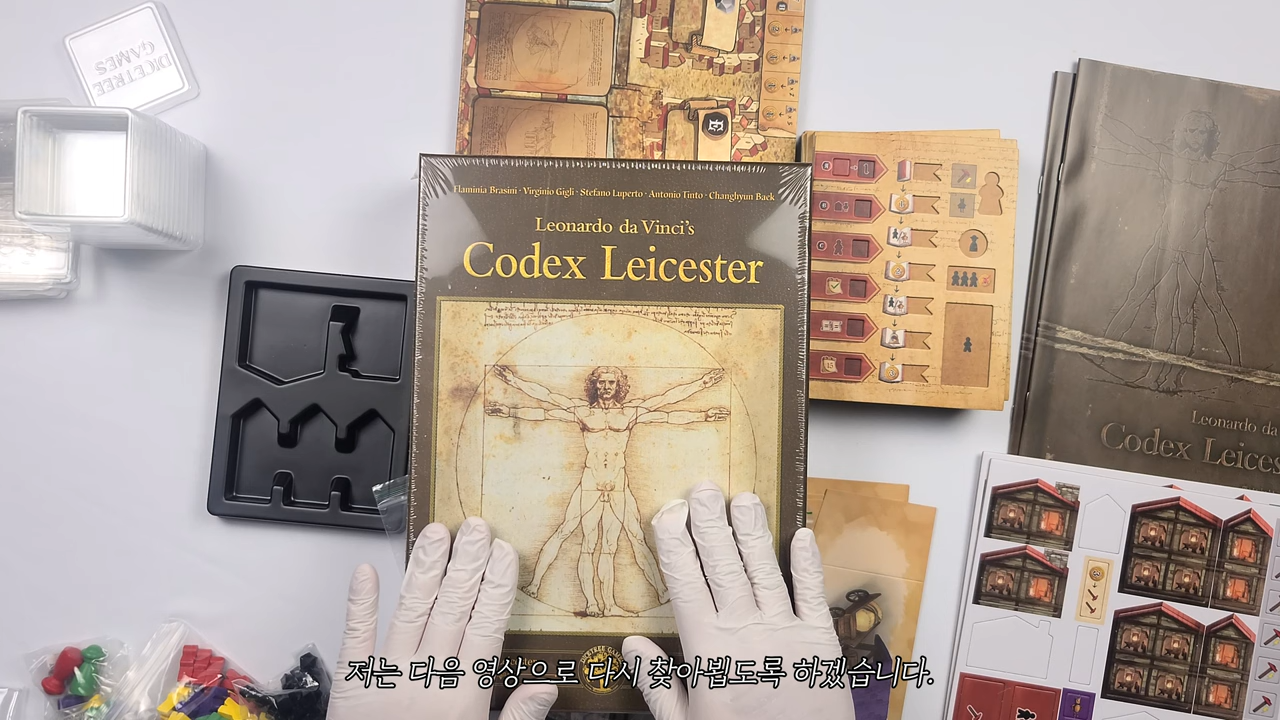 DICETREE
GAMES
Flaminia Brasini · Virginio Gigli · Stefano Luperto · Antonio Tinto · Changhyun Back
Leonardo da Vinci's
Codex Leicester
Leonardo da
Codex Leices
저는 다음 영상으로 다시 찾아뵙도록 하겠습니다.